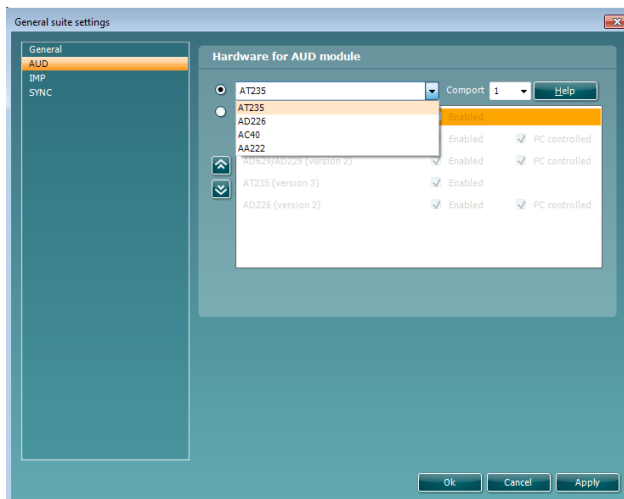 General suite settings
General
AUD
IMP
SYNC
Hardware for AUD module
AT235 Comport 1 Help
AT235
AD226
AC40
AA222
Enabled
Enabled PC controlled
AD629/AD229 (version 2) Enabled PC controlled
AT235 (version 3) Enabled
AD226 (version 2) Enabled PC controlled
Ok Cancel Apply